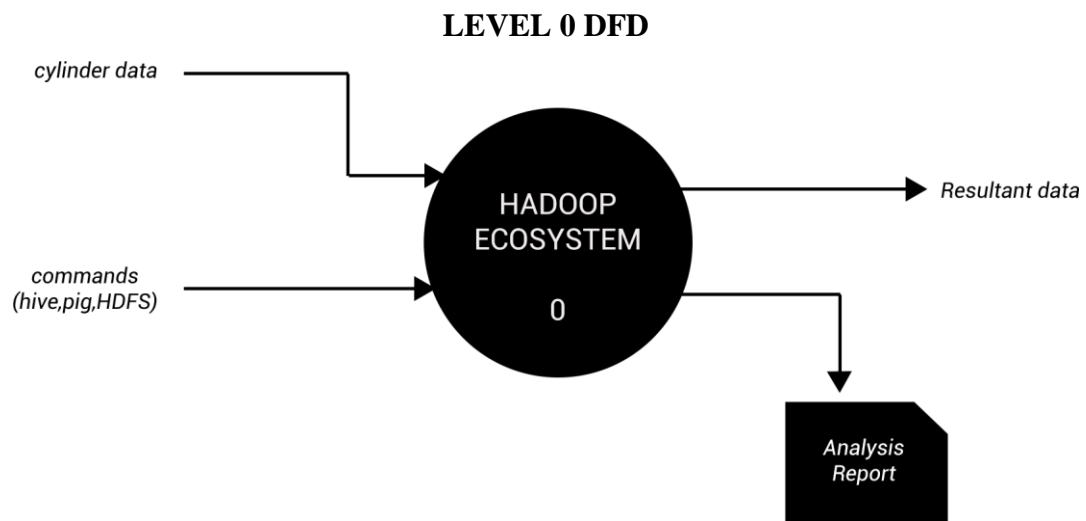 LEVEL 0 DFD
cylinder data
HADOOP
ECOSYSTEM
0
Resultant data
commands
(hive,pig,HDFS)
Analysis
Report